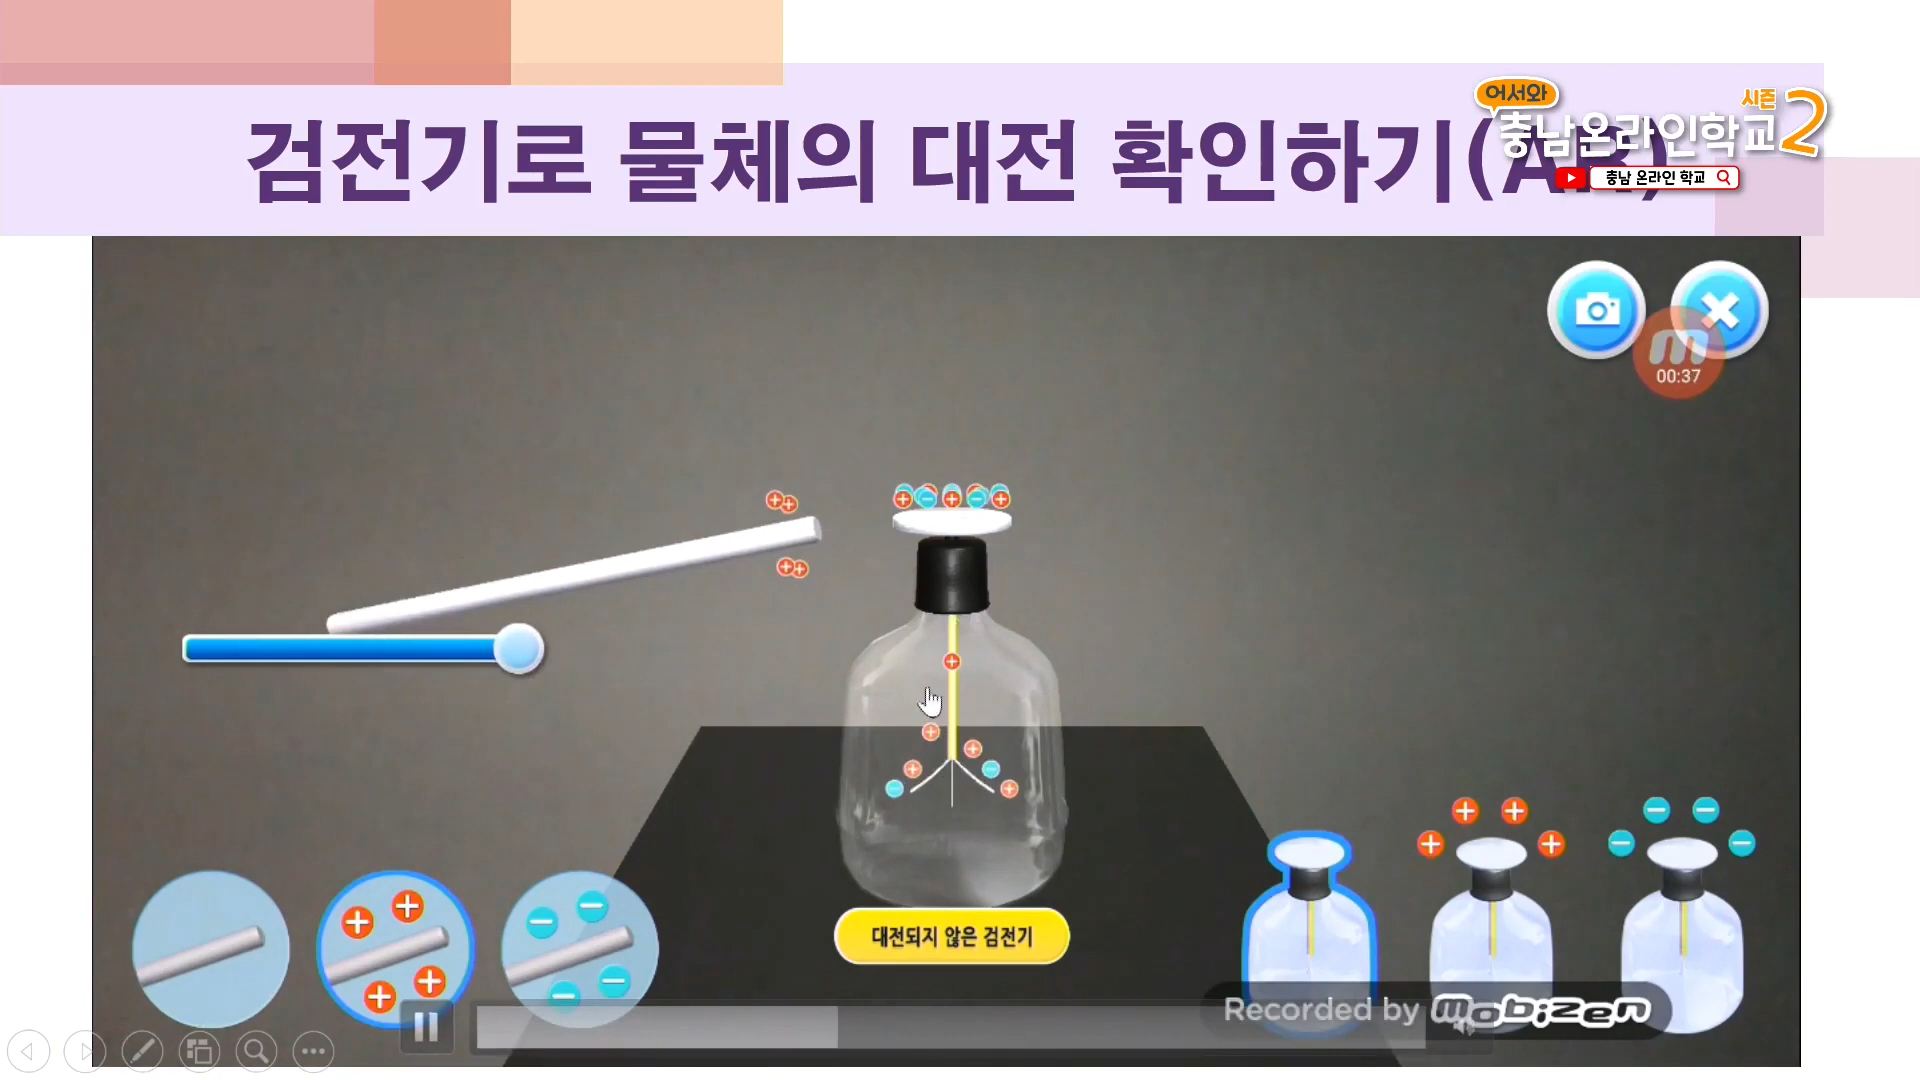 어서와
시즌2
충남온라인학교
충남 온라인 학교
검전기로 물체의 대전 확인하기(AR)
m
00:37
대전되지 않은 검전기
Recorded by mobizen